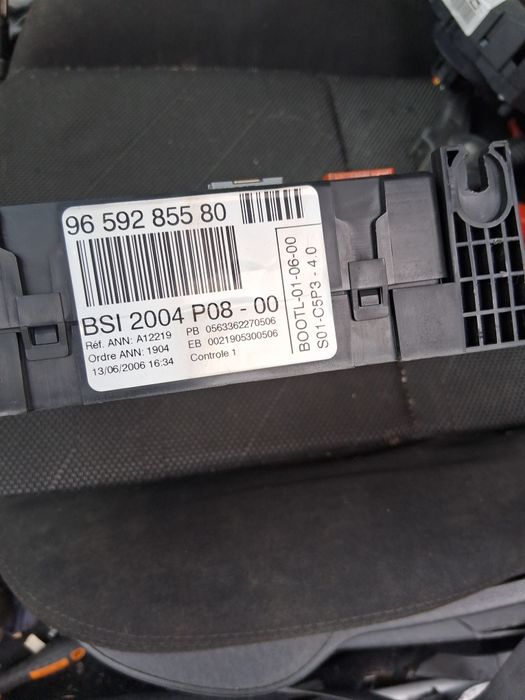 96 592 855 80
BSI 2004 P08 - 00
Réf. ANN: A12219 PB 0563362270506
Ordre ANN: 1904 EB 0021905300506
13/06/2006 16:34 Controle 1
BOOTL-01-06-00
S01-C5P3 - 4.0